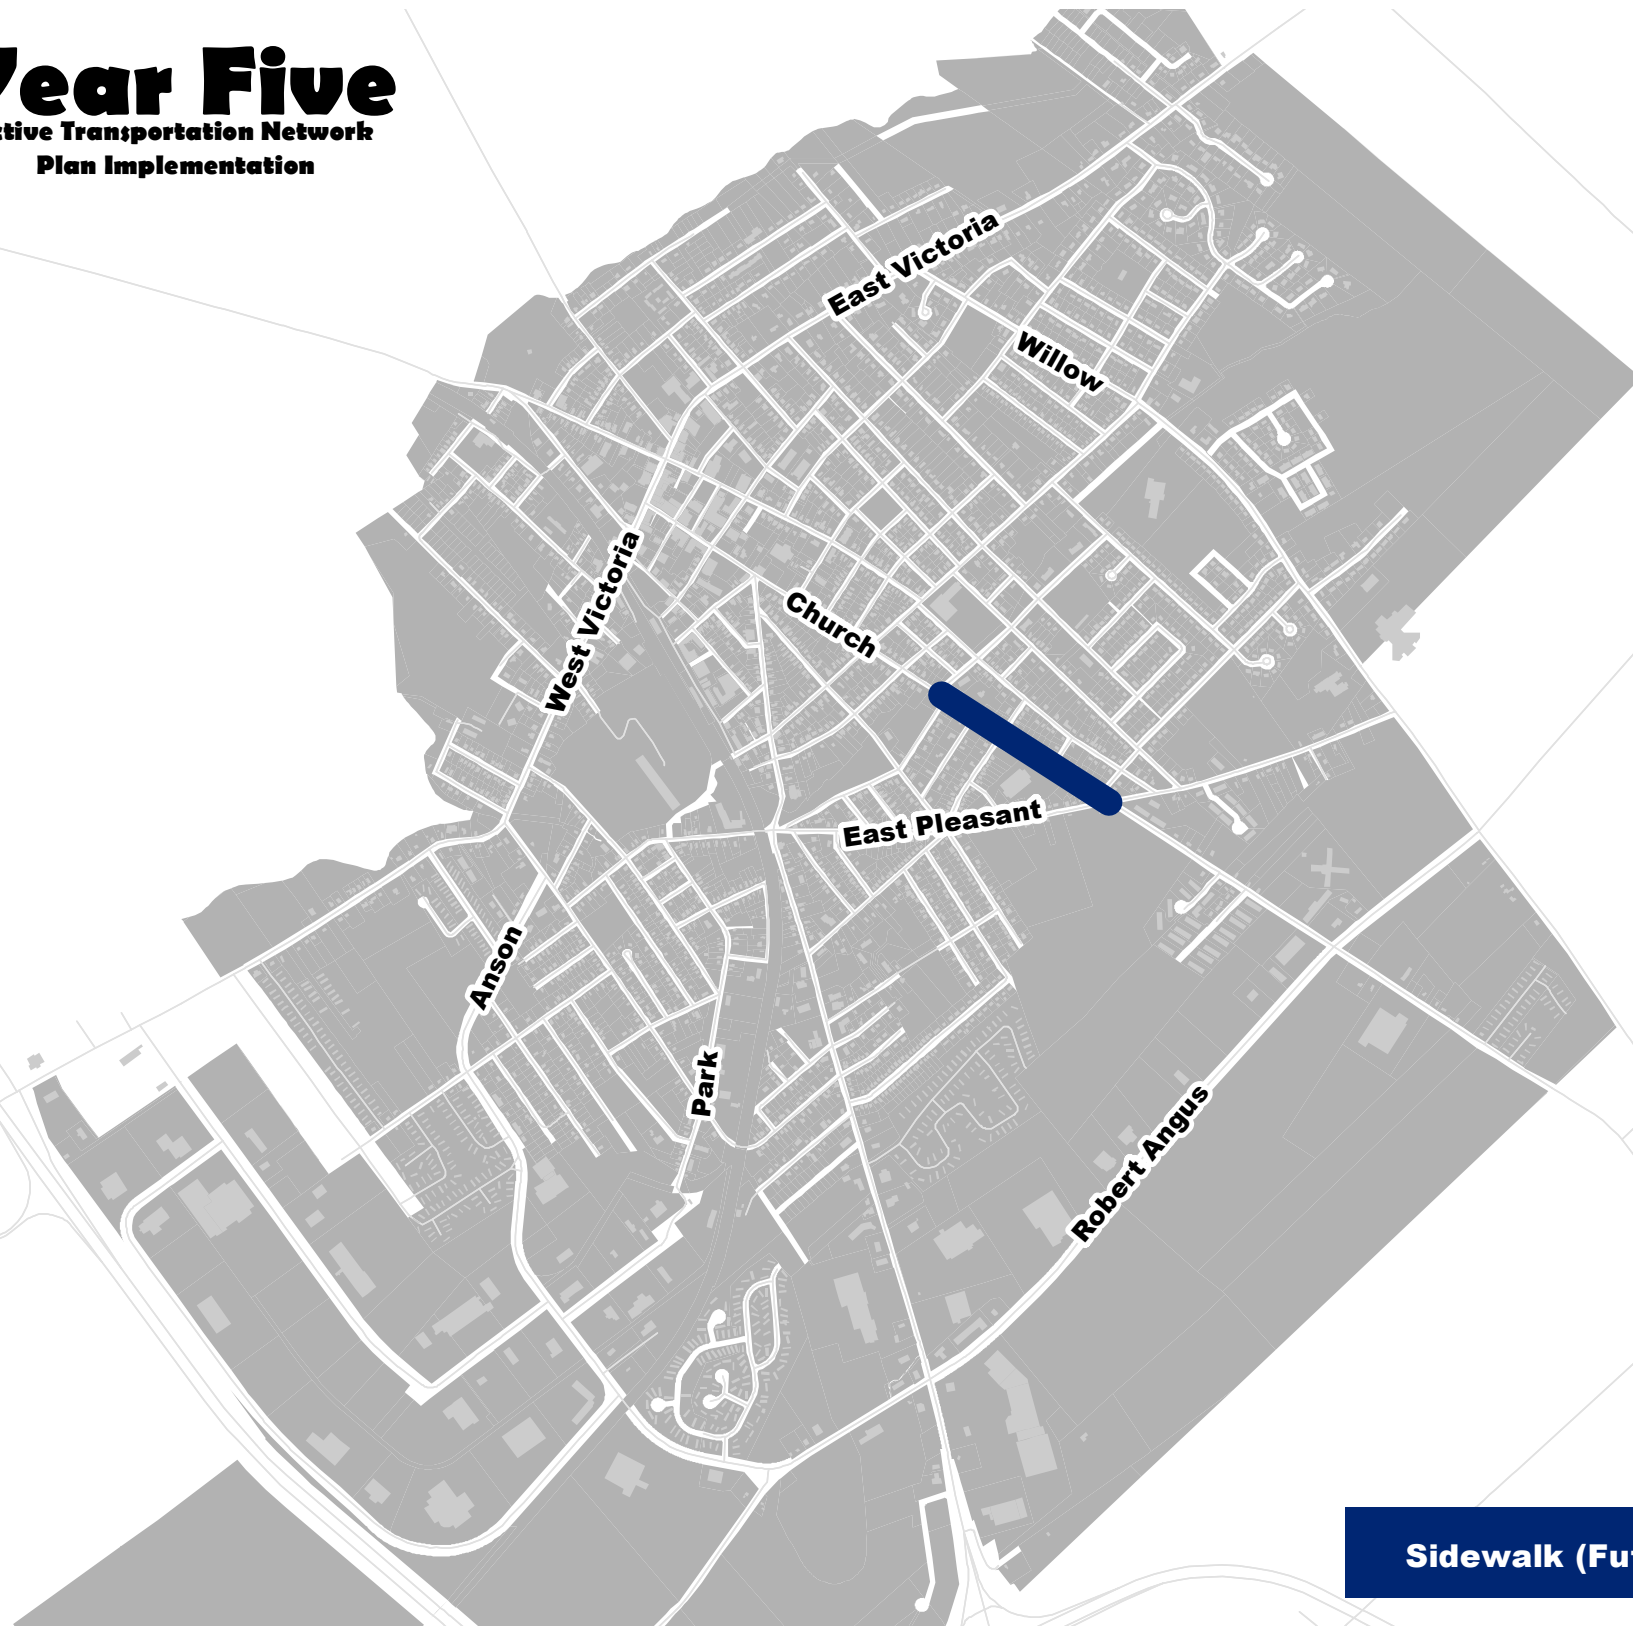 Year Five
ctive Transportation Network
Plan Implementation
East Victoria
Willow
West Victoria
Church
East Pleasant
Anson
Park
Robert Angus
Sidewalk (Fu